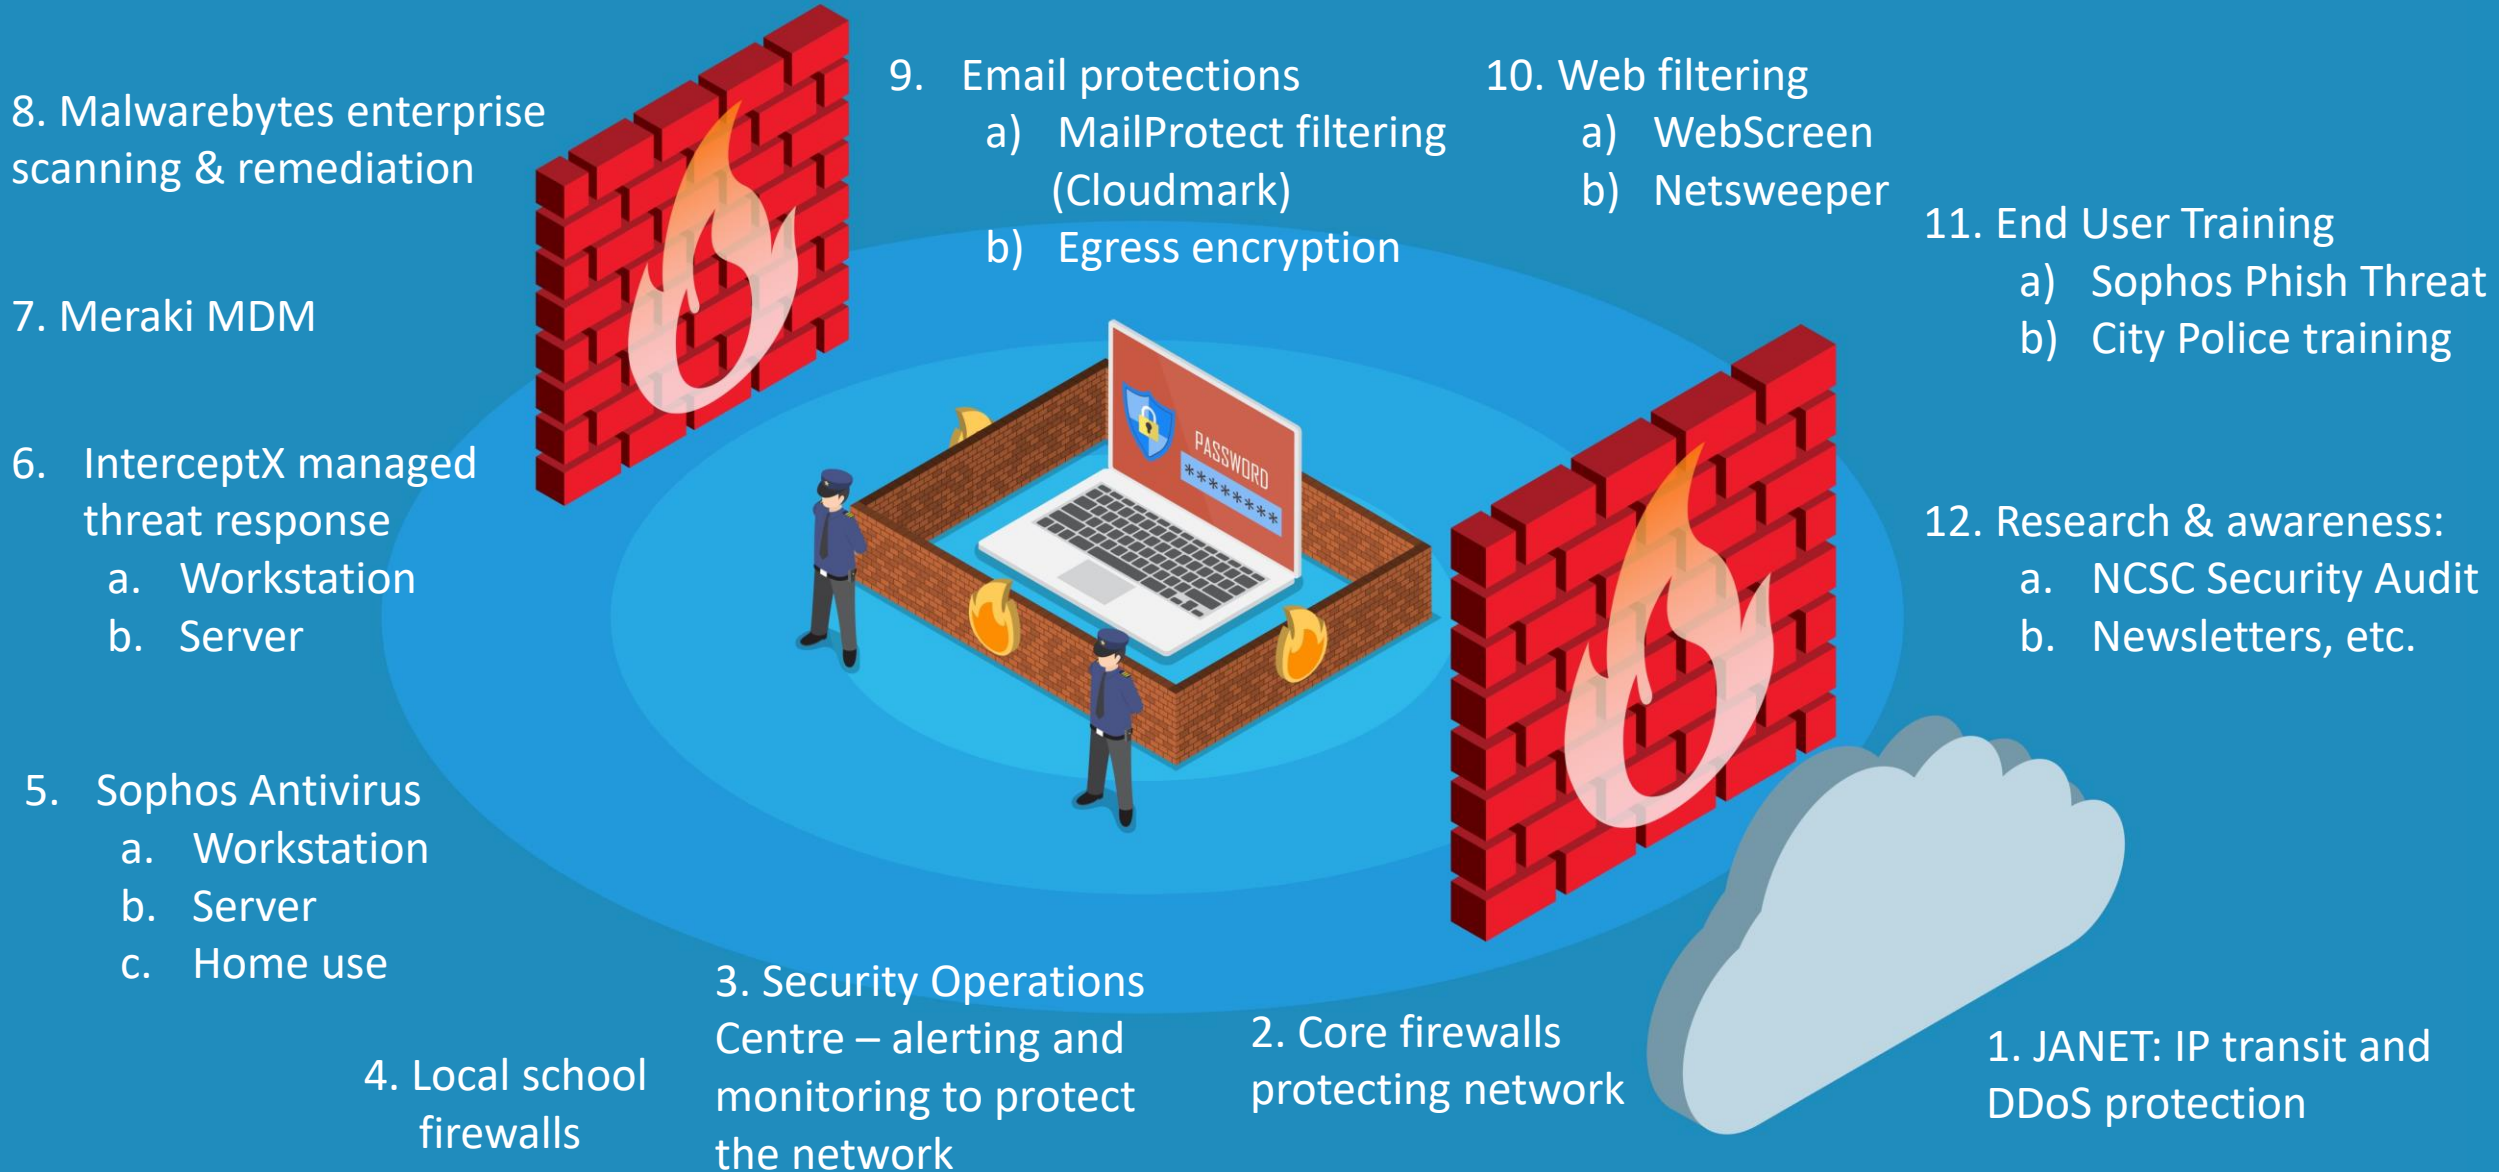 8. Malwarebytes enterprise
scanning & remediation
7. Meraki MDM
6. InterceptX managed
threat response
a. Workstation
b. Server
5. Sophos Antivirus
a. Workstation
b. Server
c. Home use
4. Local school
firewalls
3. Security Operations
Centre – alerting and
monitoring to protect
the network
2. Core firewalls
protecting network
1. JANET: IP transit and
DDoS protection
9. Email protections
a) MailProtect filtering
(Cloudmark)
b) Egress encryption
10. Web filtering
a) WebScreen
b) Netsweeper
11. End User Training
a) Sophos Phish Threat
b) City Police training
12. Research & awareness:
a. NCSC Security Audit
b. Newsletters, etc.
PASSWORD
********